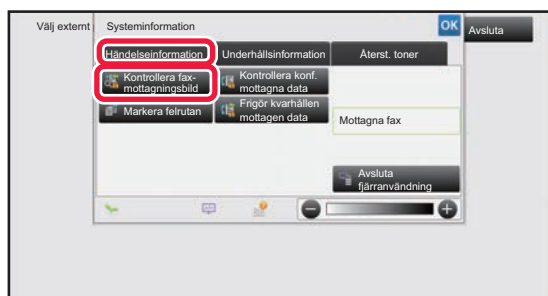 Välj externt
Systeminformation
OK
Avsluta
Händelseinformation
Underhållsinformation
Återst. toner
Kontrollera fax-
mottagningsbild
Kontrollera konf.
mottagna data
Markera felrutan
Frigör kvarhållen
mottagen data
Mottagna fax
Avsluta
fjärranvändning